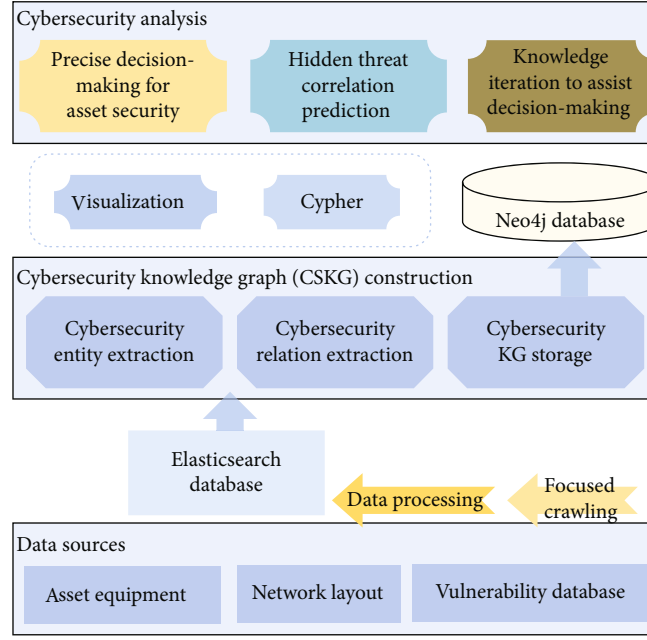 Cybersecurity analysis
Precise decision-
making for
asset security
Hidden threat
correlation
prediction
Knowledge
iteration to assist
decision-making
Visualization
Cypher
Neo4j database
Cybersecurity knowledge graph (CSKG) construction
Cybersecurity
entity extraction
Cybersecurity
relation extraction
Cybersecurity
KG storage
Elasticsearch
database
Data processing
Focused
crawling
Data sources
Asset equipment
Network layout
Vulnerability database